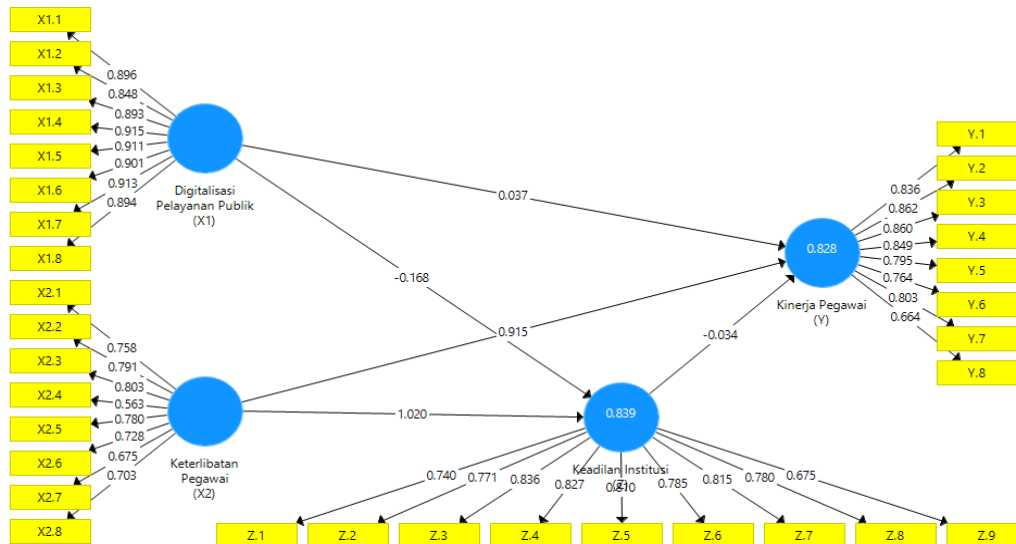 X1.1
X1.2
X1.3
X1.4
X1.5
X1.6
X1.7
X1.8
0.896
0.848
0.893
0.915
0.911
0.901
0.913
0.894
Digitalisasi
Pelayanan Publik
(X1)
X2.1
X2.2
X2.3
X2.4
X2.5
X2.6
X2.7
X2.8
0.758
0.791
0.803
0.563
0.780
0.728
0.675
0.703
Keterlibatan
Pegawai
(X2)
0.037
-0.168
0.915
1.020
-0.034
0.828
Kinerja Pegawai
(Y)
0.836
0.862
0.860
0.849
0.795
0.764
0.803
0.664
Y.1
Y.2
Y.3
Y.4
Y.5
Y.6
Y.7
Y.8
0.839
Keadilan Institusi
(Z)
0.740
0.771
0.836
0.827
0.810
0.785
0.815
0.780
0.675
Z.1
Z.2
Z.3
Z.4
Z.5
Z.6
Z.7
Z.8
Z.9